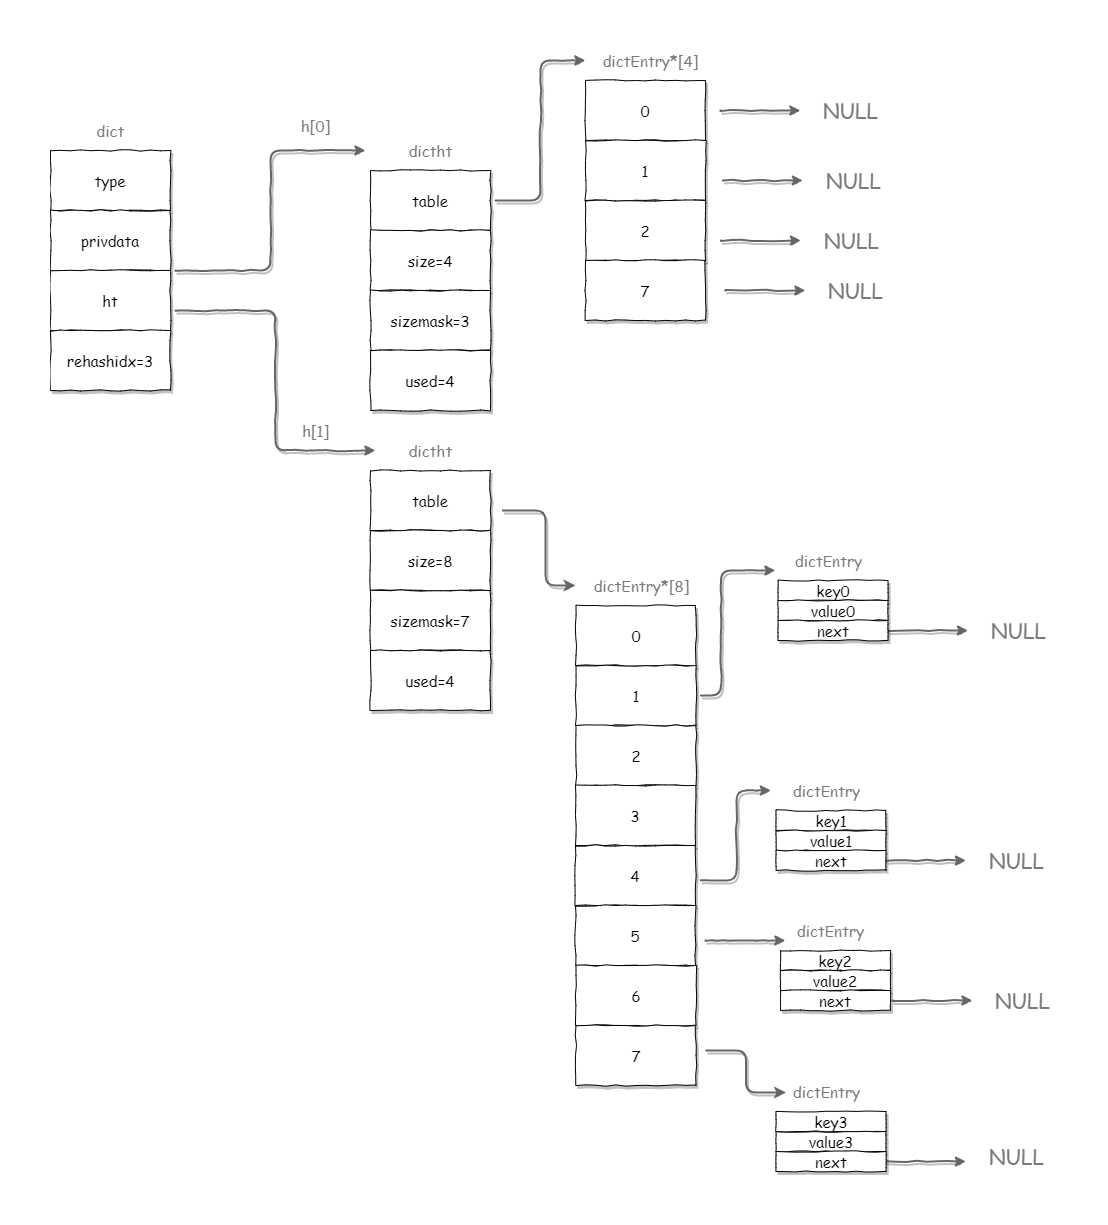 dict
type
privdata
ht
rehashidx=3
h[0]
dictht
table
size=4
sizemask=3
used=4
dictEntry*[4]
0
NULL
1
NULL
2
NULL
7
NULL
h[1]
dictht
table
size=8
sizemask=7
used=4
dictEntry*[8]
0
1
2
3
4
5
6
7
dictEntry
key0
value0
next
NULL
dictEntry
key1
value1
next
NULL
dictEntry
key2
value2
next
NULL
dictEntry
key3
value3
next
NULL